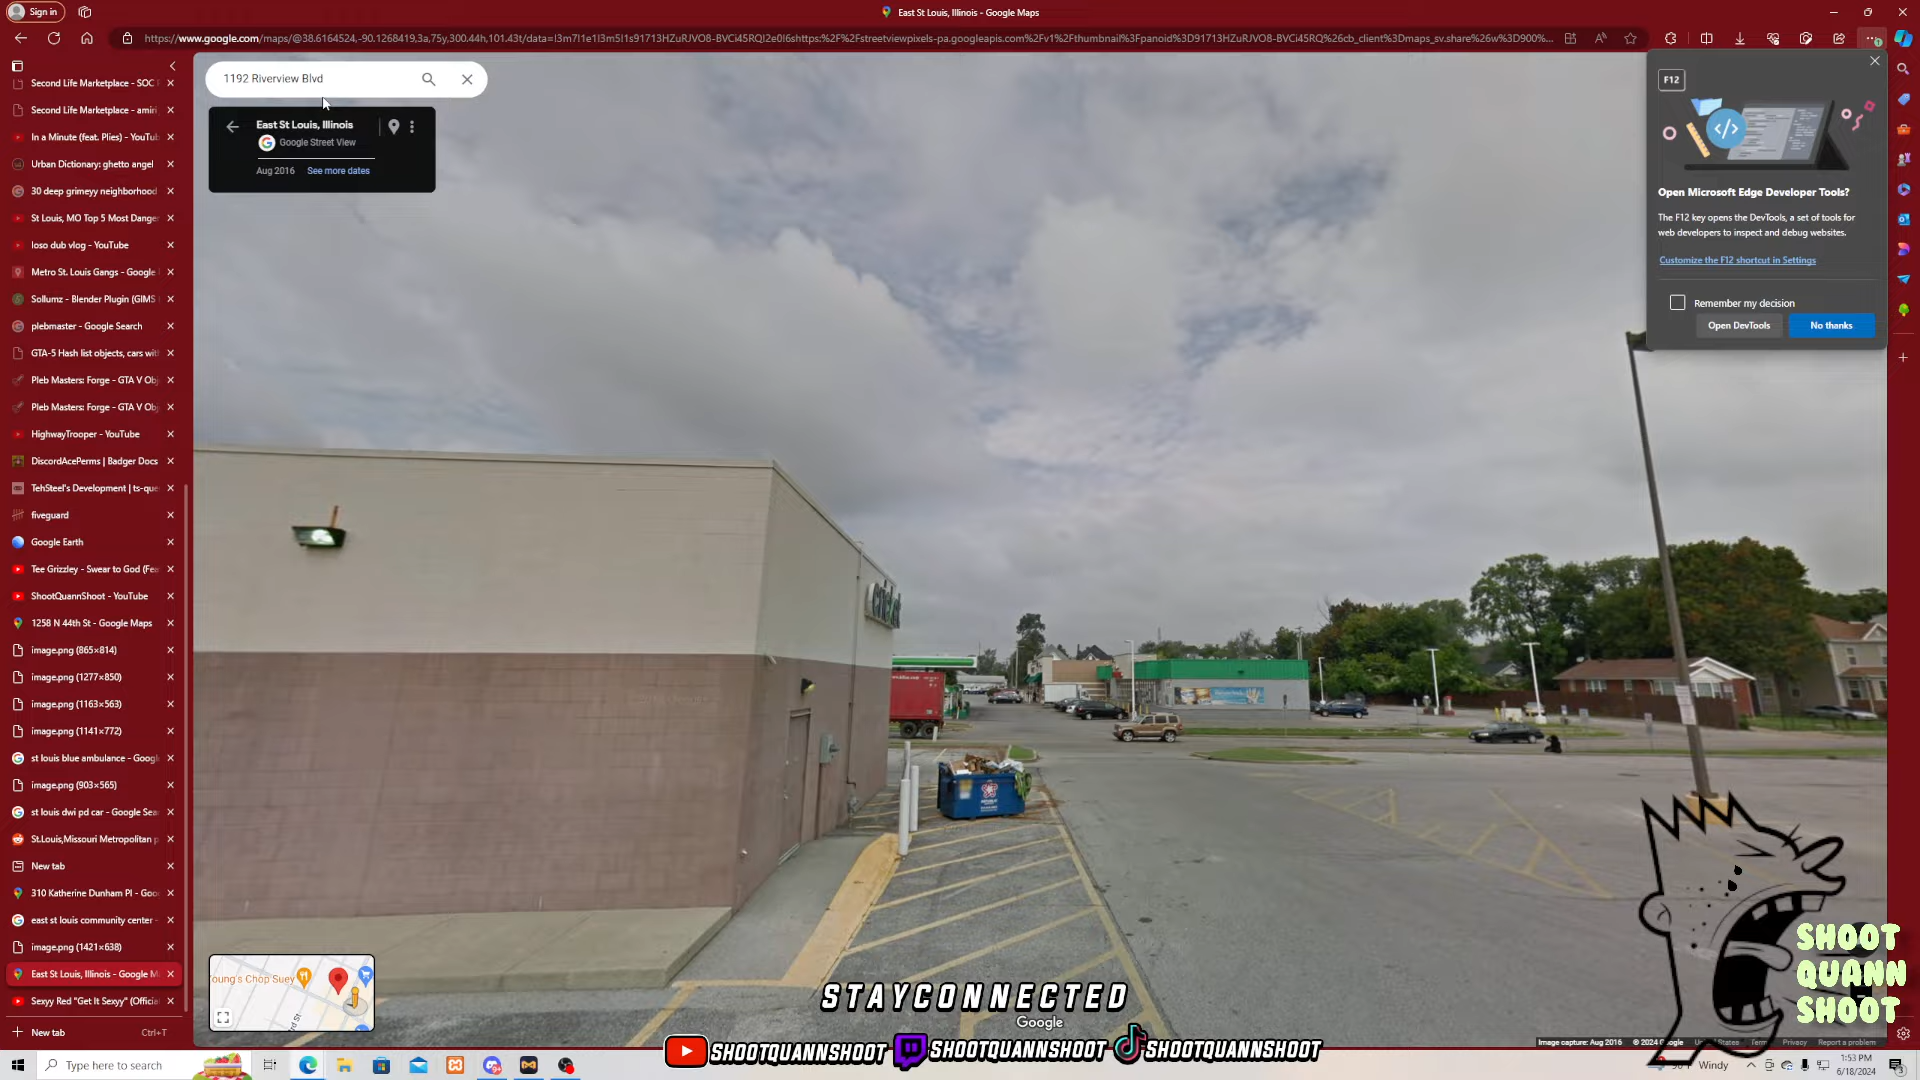 Sign in
East St Louis, Illinois - Google Maps
https://www.google.com/maps/@38.6164524,-90.1268419,3a,75y,300.44h,101.43t/data=
Second Life Marketplace - SOC
Second Life Marketplace - amiri
In a Minute (feat. Plies) - YouTub
Urban Dictionary: ghetto angel
30 deep grimeyy neighborhood
St Louis, MO Top 5 Most Danger
loso dub vlog - YouTube
Metro St. Louis Gangs - Google
Sollumz - Blender Plugin (GIMS
plebmaster - Google Search
GTA-5 Hash list objects, cars wit
Pleb Masters: Forge - GTA V Obj
Pleb Masters: Forge - GTA V Obj
HighwayTrooper - YouTube
DiscordAcePerms | Badger Docs
TehSteel's Development | ts-que
fiveguard
Google Earth
Tee Grizzley - Swear to God (Fea
ShootQuannShoot - YouTube
1258 N 44th St - Google Maps
image.png (865×814)
image.png (1277×850)
image.png (1163×563)
image.png (1141×772)
st louis blue ambulance - Googl
image.png (903×565)
st louis dwi pd car - Google Sea
St.Louis,Missouri Metropolitan p
New tab
310 Katherine Dunham Pl - Goo
east st louis community center -
image.png (1421×638)
East St Louis, Illinois - Google M
Sexyy Red "Get It Sexyy" (Officia
New tab Ctrl+T
1192 Riverview Blvd
East St Louis, Illinois
Google Street View
Aug 2016 See more dates
F12
Open Microsoft Edge Developer Tools?
The F12 key opens the DevTools, a set of tools for
web developers to inspect and debug websites.
Customize the F12 shortcut in Settings
Remember my decision
Open DevTools No thanks
oung's Chop Suey
STAYCONNECTED
Google
SHOOTQUANNSHOOT SHOOTQUANNSHOOT SHOOTQUANNSHOOT
SHOOT
QUANN
SHOOT
Image capture: Aug 2016 © 2024 Google Terms Privacy Report a problem
Type here to search
Windy
1:53 PM
6/18/2024